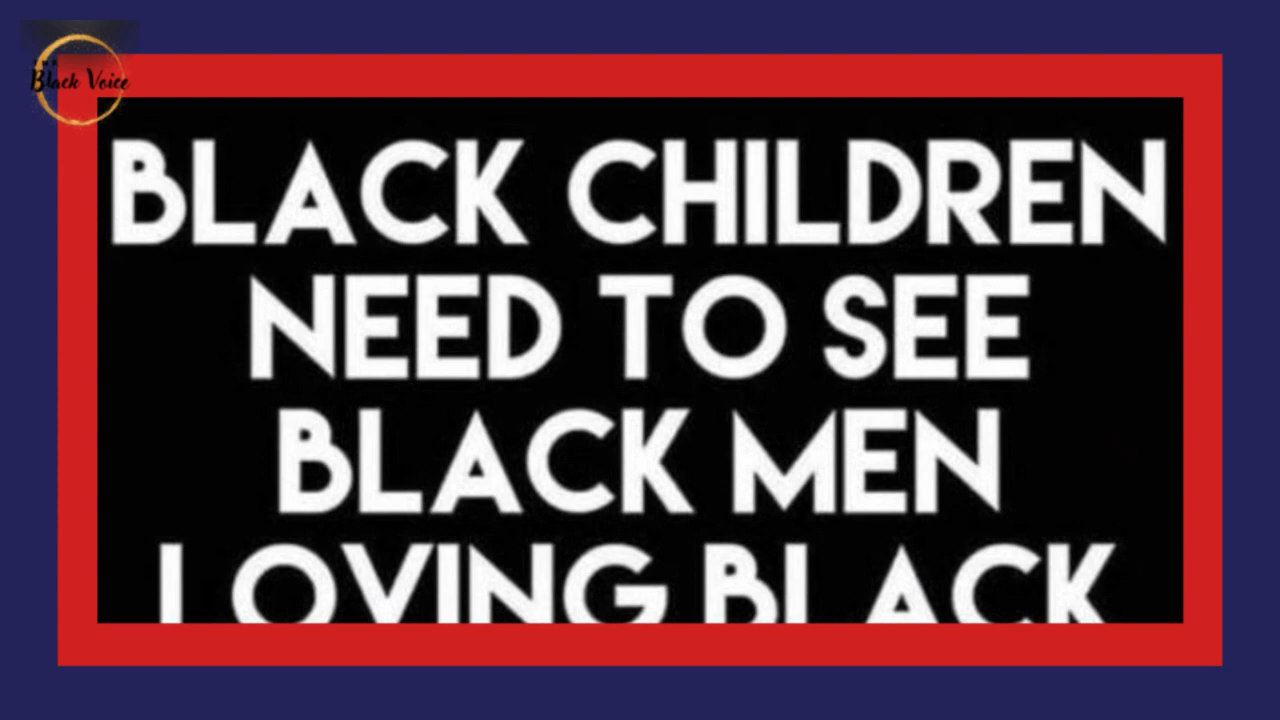 Black Voice
BLACK CHILDREN
NEED TO SEE
BLACK MEN
LOVING BLACK